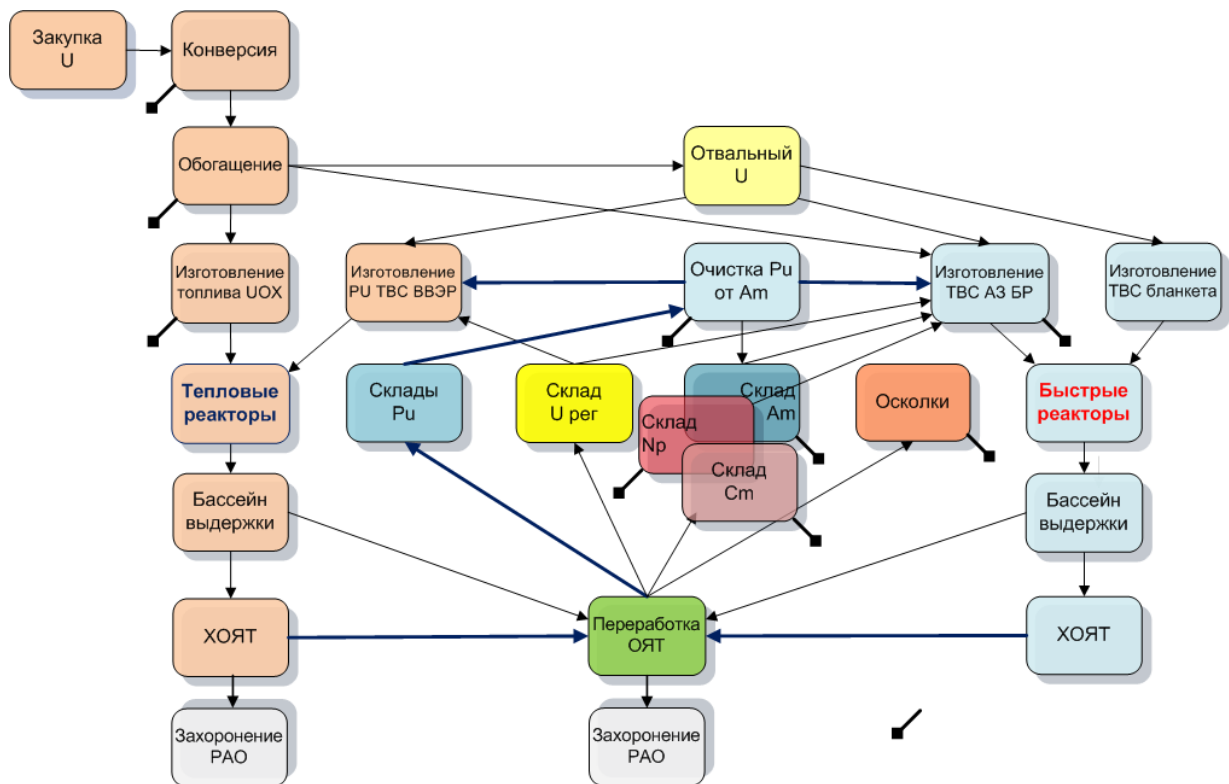 Закупка
U
Конверсия
Обогащение
Отвальный
U
Изготовление
топлива UOX
Изготовление
PU ТВС ВВЭР
Очистка Pu
от Am
Изготовление
ТВС АЗ БР
Изготовление
ТВС бланкета
Тепловые
реакторы
Склады
Pu
Склад
U рег
Склад
Am
Склад
Np
Склад
Cm
Осколки
Быстрые
реакторы
Бассейн
выдержки
Бассейн
выдержки
ХОЯТ
Переработка
ОЯТ
ХОЯТ
Захоронение
РАО
Захоронение
РАО